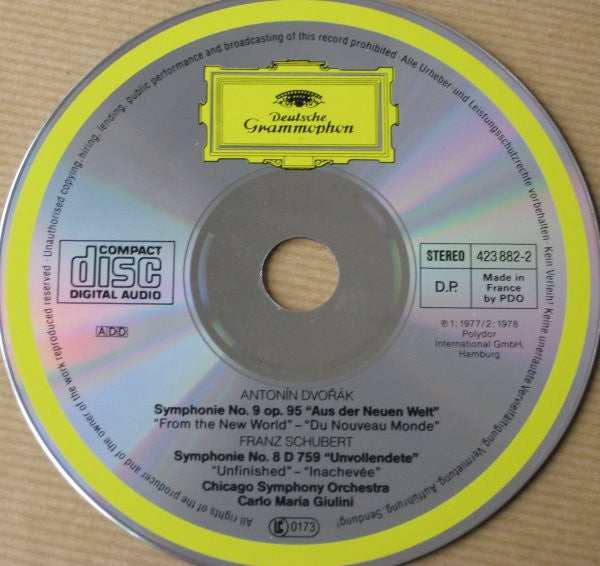 Unauthorised copying, hiring, lending, public performance and broadcasting of this record prohibited · Alle Urheber- und Leistungsschutzrechte vorbehalten · Kein Verleih! Keine unerlaubte Vervielfältigung, Vermietung, Aufführung, Sendung!
Deutsche
Grammophon
COMPACT
disc
DIGITAL AUDIO
STEREO 423 882-2
D.P. Made in
France
by PDO
ADD
℗ 1: 1977/2: 1978
Polydor
International GmbH,
Hamburg
ANTONÍN DVOŘÁK
Symphonie No. 9 op. 95 "Aus der Neuen Welt"
"From the New World" – "Du Nouveau Monde"
FRANZ SCHUBERT
Symphonie No. 8 D 759 "Unvollendete"
"Unfinished" – "Inachevée"
Chicago Symphony Orchestra
Carlo Maria Giulini
LC 0173
All rights of the producer and of the owner of the work reproduced reserved ·